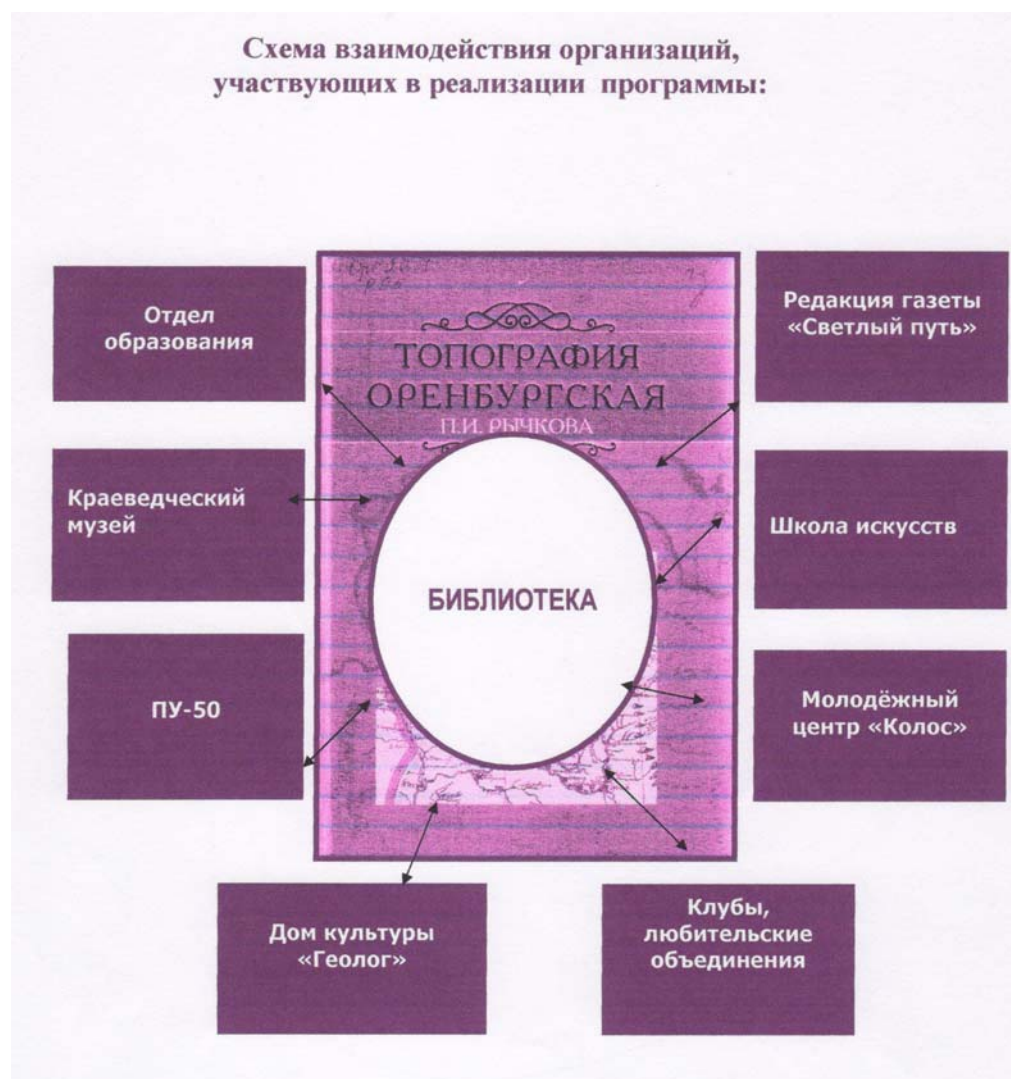 Схема взаимодействия организаций,
участвующих в реализации программы:
Отдел
образования
Редакция газеты
«Светлый путь»
ТОПОГРАФИЯ
ОРЕНБУРГСКАЯ
П.И. РЫЧКОВА
Краеведческий
музей
Школа искусств
БИБЛИОТЕКА
ПУ-50
Молодёжный
центр «Колос»
Дом культуры
«Геолог»
Клубы,
любительские
объединения